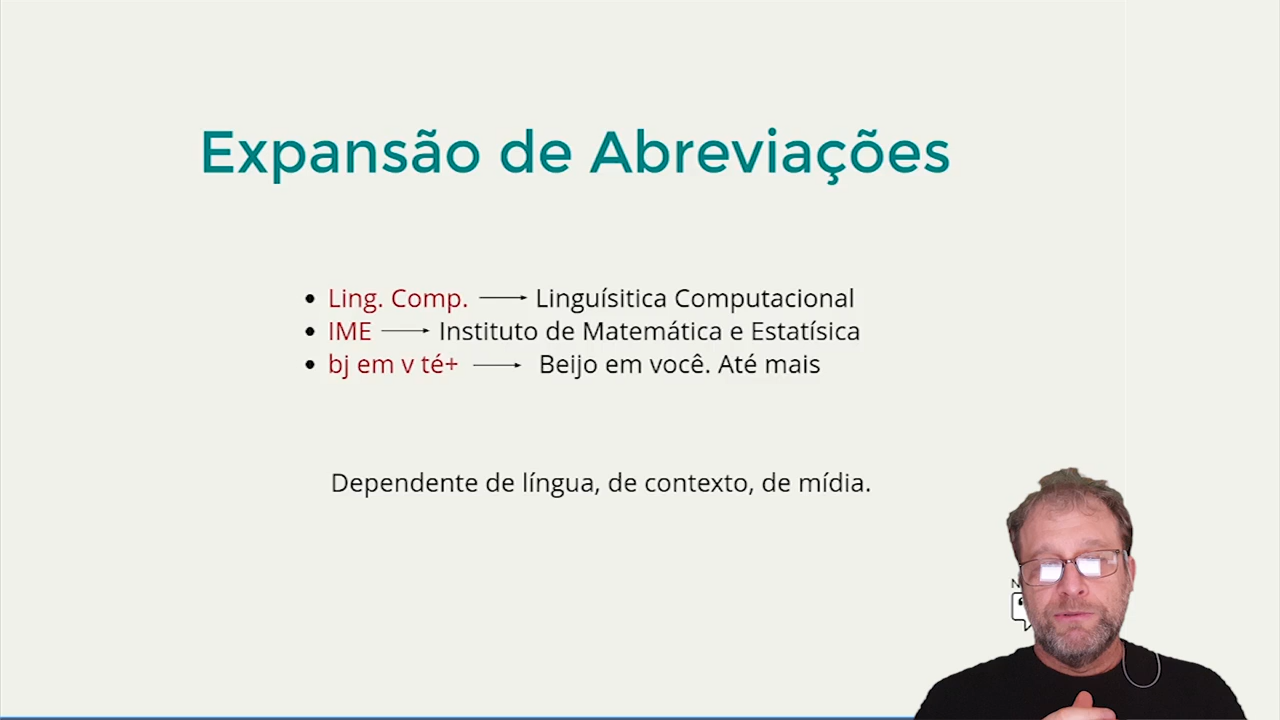 Expansão de Abreviações
• Ling. Comp. → Linguísitica Computacional
• IME → Instituto de Matemática e Estatísica
• bj em v té+ → Beijo em você. Até mais
Dependente de língua, de contexto, de mídia.